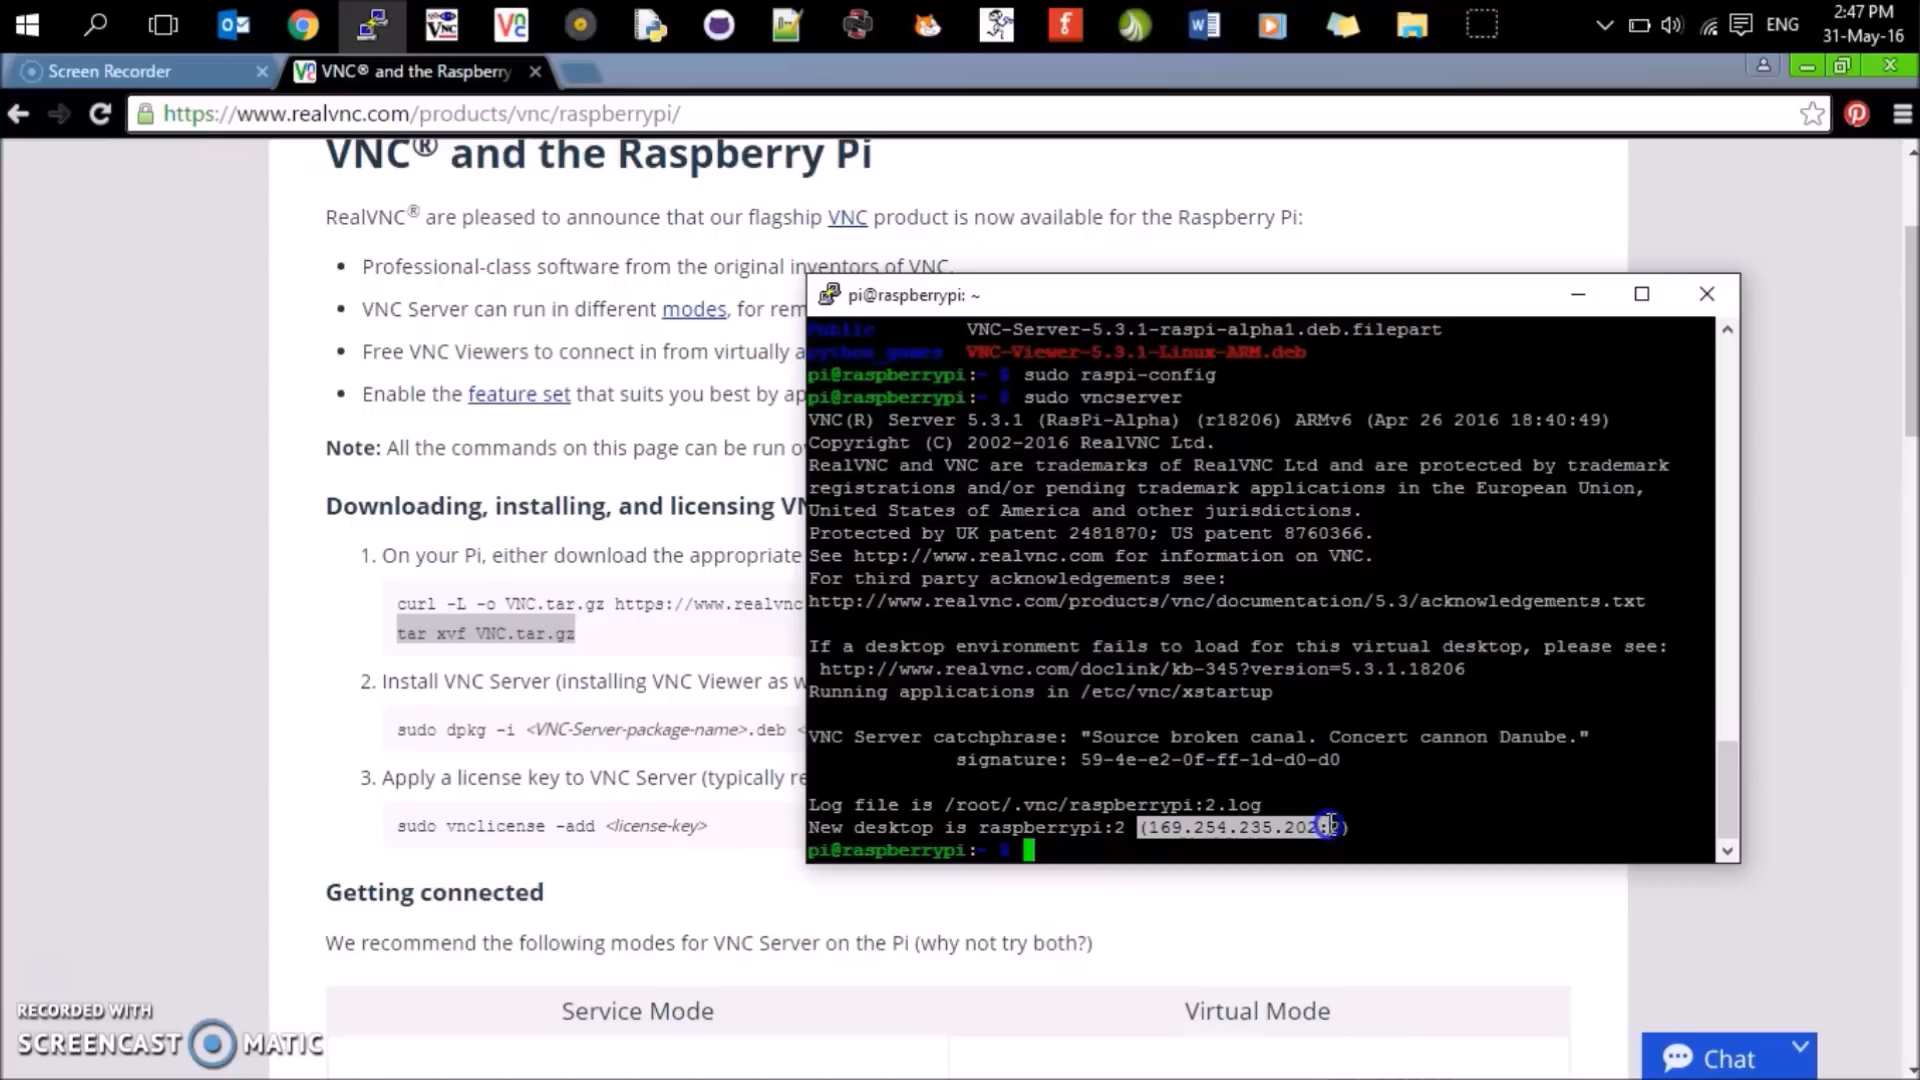 ENG
2:47 PM
31-May-16
Screen Recorder
VNC® and the Raspberry
https://www.realvnc.com/products/vnc/raspberrypi/
VNC® and the Raspberry Pi
RealVNC® are pleased to announce that our flagship VNC product is now available for the Raspberry Pi:
Professional-class software from the original inventors of VNC.
VNC Server can run in different modes, for rem
Free VNC Viewers to connect in from virtually a
Enable the feature set that suits you best by ap
Note: All the commands on this page can be run o
Downloading, installing, and licensing VN
1. On your Pi, either download the appropriate
curl -L -o VNC.tar.gz https://www.realvnc
tar xvf VNC.tar.gz
2. Install VNC Server (installing VNC Viewer as w
sudo dpkg -i <VNC-Server-package-name>.deb <
3. Apply a license key to VNC Server (typically re
sudo vnclicense -add <license-key>
Getting connected
We recommend the following modes for VNC Server on the Pi (why not try both?)
Service Mode
Virtual Mode
pi@raspberrypi: ~
Public VNC-Server-5.3.1-raspi-alpha1.deb.filepart
python_games VNC-Viewer-5.3.1-Linux-ARM.deb
pi@raspberrypi:~ $ sudo raspi-config
pi@raspberrypi:~ $ sudo vncserver
VNC(R) Server 5.3.1 (RasPi-Alpha) (r18206) ARMv6 (Apr 26 2016 18:40:49)
Copyright (C) 2002-2016 RealVNC Ltd.
RealVNC and VNC are trademarks of RealVNC Ltd and are protected by trademark
registrations and/or pending trademark applications in the European Union,
United States of America and other jurisdictions.
Protected by UK patent 2481870; US patent 8760366.
See http://www.realvnc.com for information on VNC.
For third party acknowledgements see:
http://www.realvnc.com/products/vnc/documentation/5.3/acknowledgements.txt
If a desktop environment fails to load for this virtual desktop, please see:
http://www.realvnc.com/doclink/kb-345?version=5.3.1.18206
Running applications in /etc/vnc/xstartup
VNC Server catchphrase: "Source broken canal. Concert cannon Danube."
signature: 59-4e-e2-0f-ff-1d-d0-d0
Log file is /root/.vnc/raspberrypi:2.log
New desktop is raspberrypi:2 (169.254.235.202:2)
pi@raspberrypi:~ $
RECORDED WITH
SCREENCAST MATIC
Chat